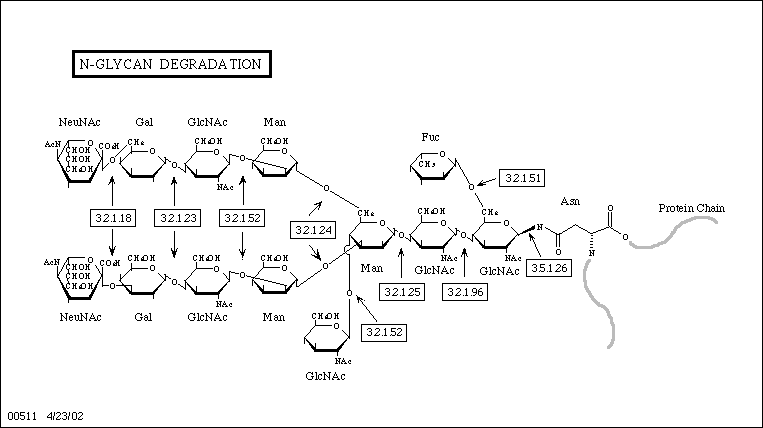 N-GLYCAN DEGRADATION
NeuNAc Gal GlcNAc Man
Fuc
AcN CHOH CHOH CHOH CO₂H CH₂ CH₂OH CH₂OH
NAc
CH₃
3.2.1.51
Asn
Protein Chain
3.2.1.18 3.2.1.23 3.2.1.52 3.2.1.24
CH₂ CH₂OH CH₂
N O O O N
Man GlcNAc NAc GlcNAc NAc
3.5.1.26
AcN CHOH CHOH CHOH CO₂H CH₂OH CH₂OH CH₂OH
NAc
3.2.1.25 3.2.1.96
NeuNAc Gal GlcNAc Man
3.2.1.52
CH₂OH
NAc
GlcNAc
00511 4/23/02